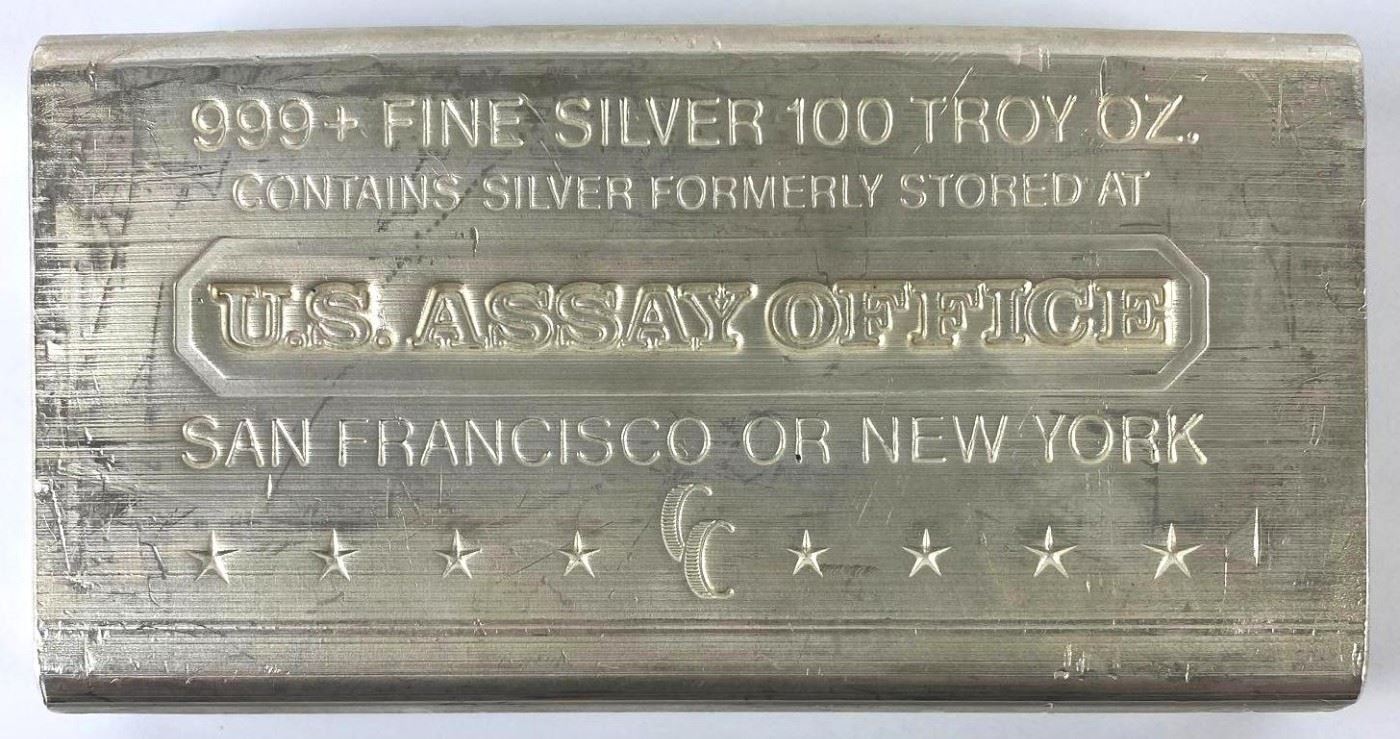 999+ FINE SILVER 100 TROY OZ.
CONTAINS SILVER FORMERLY STORED AT
U.S. ASSAY OFFICE
SAN FRANCISCO OR NEW YORK
CC